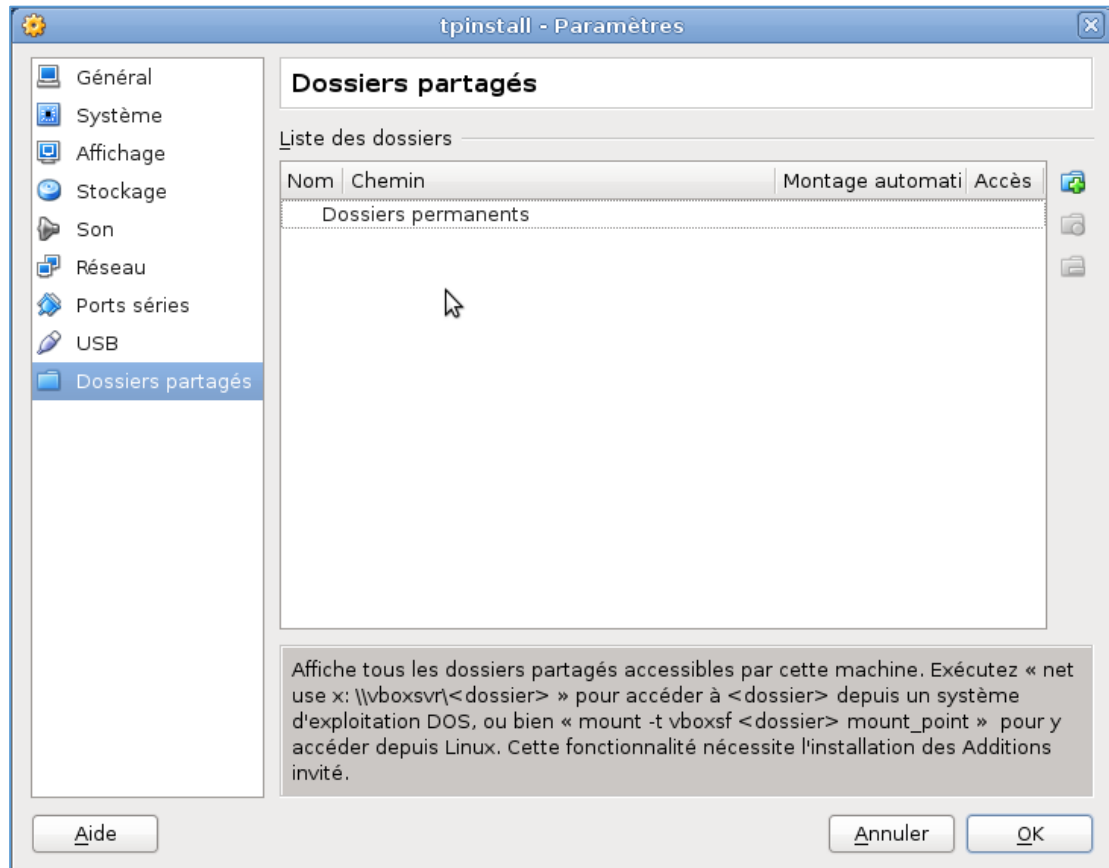 tpinstall - Paramètres
Général
Système
Affichage
Stockage
Son
Réseau
Ports séries
USB
Dossiers partagés
Dossiers partagés
Liste des dossiers
Nom Chemin Montage automati Accès
Dossiers permanents
Affiche tous les dossiers partagés accessibles par cette machine. Exécutez « net
use x: \\vboxsvr\<dossier> » pour accéder à <dossier> depuis un système
d'exploitation DOS, ou bien « mount -t vboxsf <dossier> mount_point »  pour y
accéder depuis Linux. Cette fonctionnalité nécessite l'installation des Additions
invité.
Aide
Annuler
OK